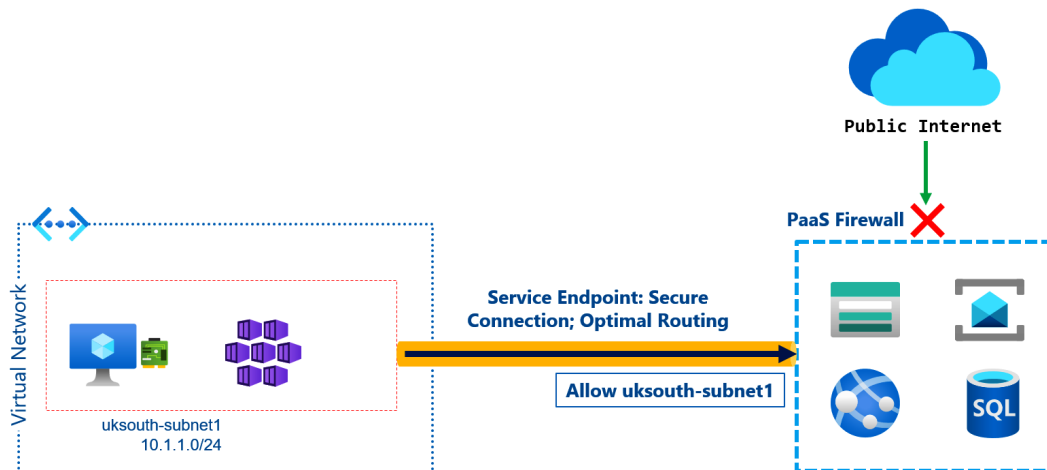 Public Internet
PaaS Firewall
Virtual Network
Service Endpoint: Secure
Connection; Optimal Routing
Allow uksouth-subnet1
uksouth-subnet1
10.1.1.0/24
SQL